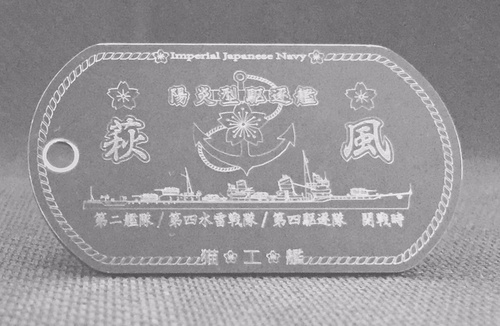 Imperial Japanese Navy
陽炎型駆逐艦
萩風
第二艦隊/第四水雷戦隊/第四駆逐隊 開戦時
猫工艦